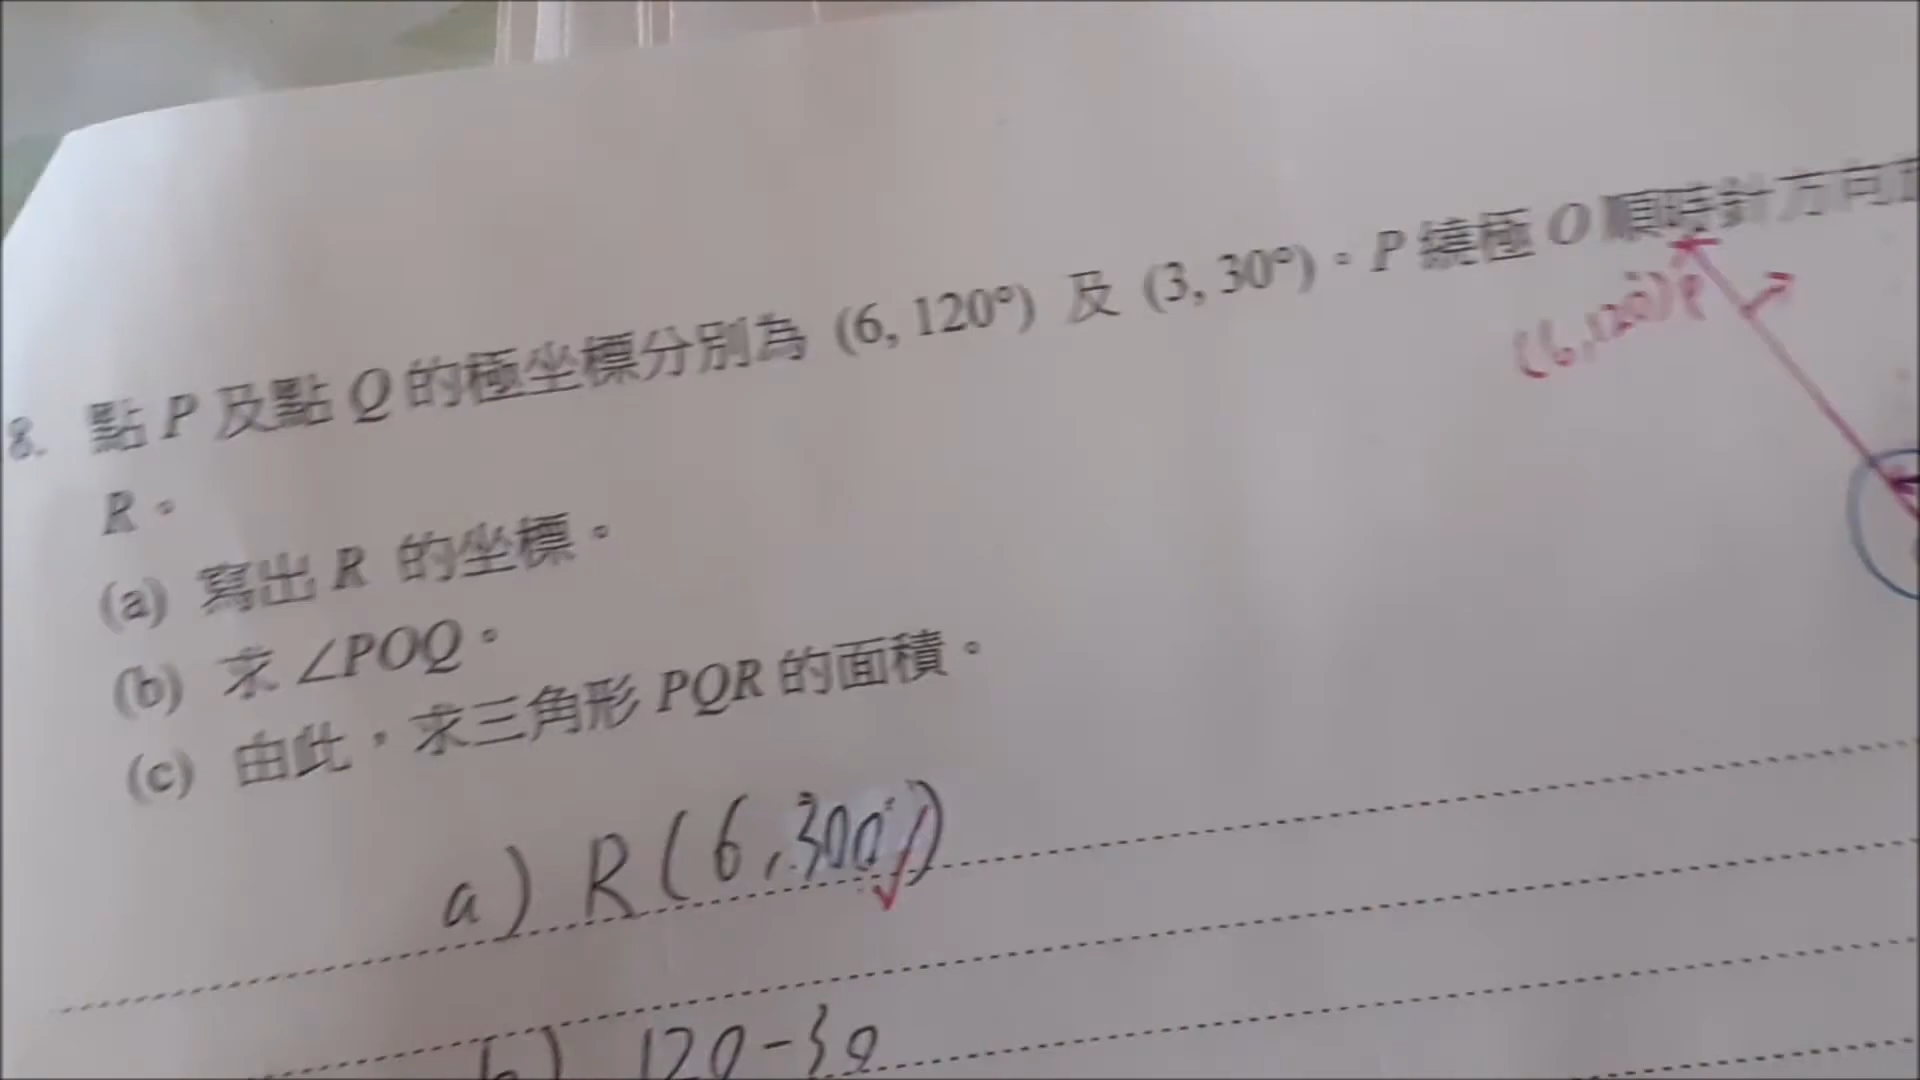 8. 點 P 及點 Q 的極坐標分別為 (6, 120°) 及 (3, 30°)。P 繞極 O 順時針方向
(6,120°)P
R。
(a) 寫出 R 的坐標。
(b) 求 ∠POQ。
(c) 由此，求三角形 PQR 的面積。
a) R(6,300°)
b) 120-30